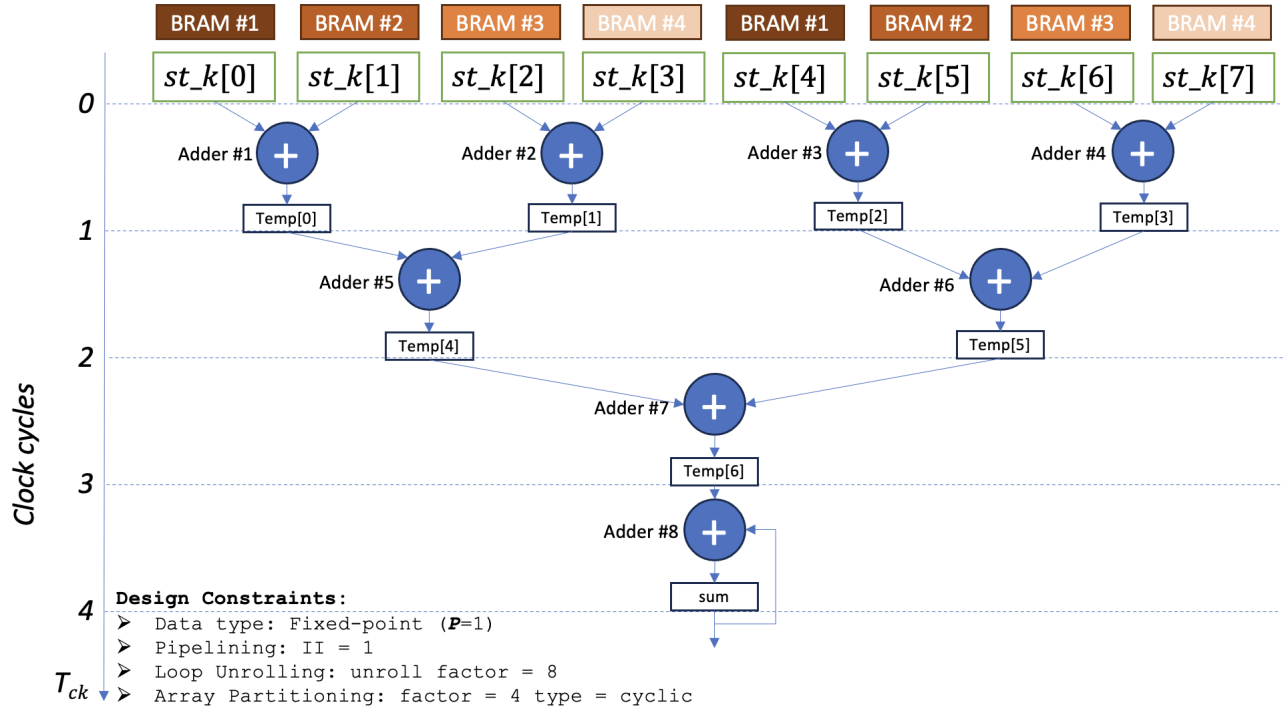 BRAM #1 BRAM #2 BRAM #3 BRAM #4 BRAM #1 BRAM #2 BRAM #3 BRAM #4
st_k[0] st_k[1] st_k[2] st_k[3] st_k[4] st_k[5] st_k[6] st_k[7]
0
Adder #1 + Adder #2 + Adder #3 + Adder #4 +
Temp[0] Temp[1] Temp[2] Temp[3]
1
Adder #5 + Adder #6 +
Temp[4] Temp[5]
2
Adder #7 +
Temp[6]
3
Adder #8 +
sum
4
Clock cycles
T_ck
Design Constraints:
➢ Data type: Fixed-point (P=1)
➢ Pipelining: II = 1
➢ Loop Unrolling: unroll factor = 8
➢ Array Partitioning: factor = 4 type = cyclic